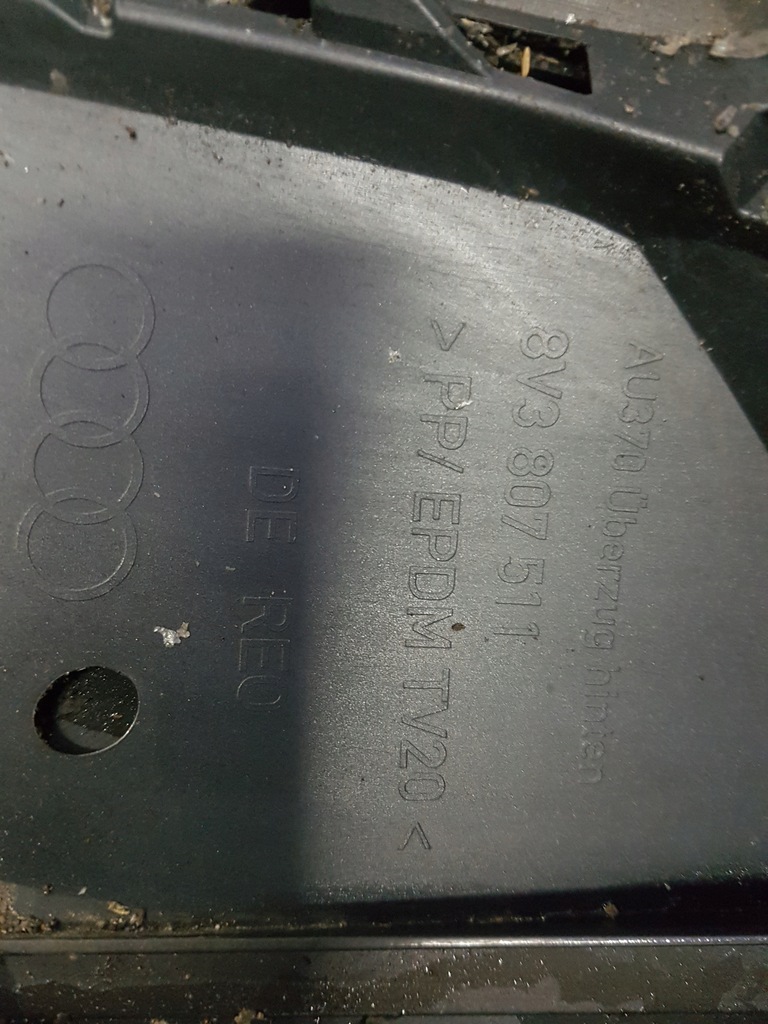 AU370 Überzug hinten
8V3 807 511
> PP/ EPDM TV20 <
DE REO